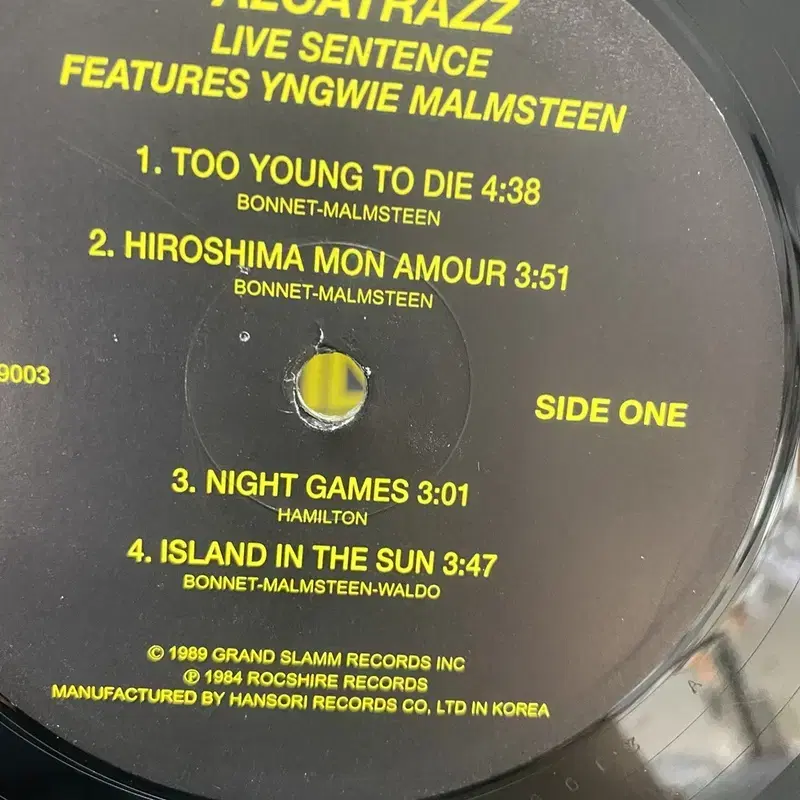 ALCATRAZZ
LIVE SENTENCE
FEATURES YNGWIE MALMSTEEN
1. TOO YOUNG TO DIE 4:38
BONNET-MALMSTEEN
2. HIROSHIMA MON AMOUR 3:51
BONNET-MALMSTEEN
9003
SIDE ONE
3. NIGHT GAMES 3:01
HAMILTON
4. ISLAND IN THE SUN 3:47
BONNET-MALMSTEEN-WALDO
© 1989 GRAND SLAMM RECORDS INC
℗ 1984 ROCSHIRE RECORDS
MANUFACTURED BY HANSORI RECORDS CO, LTD IN KOREA